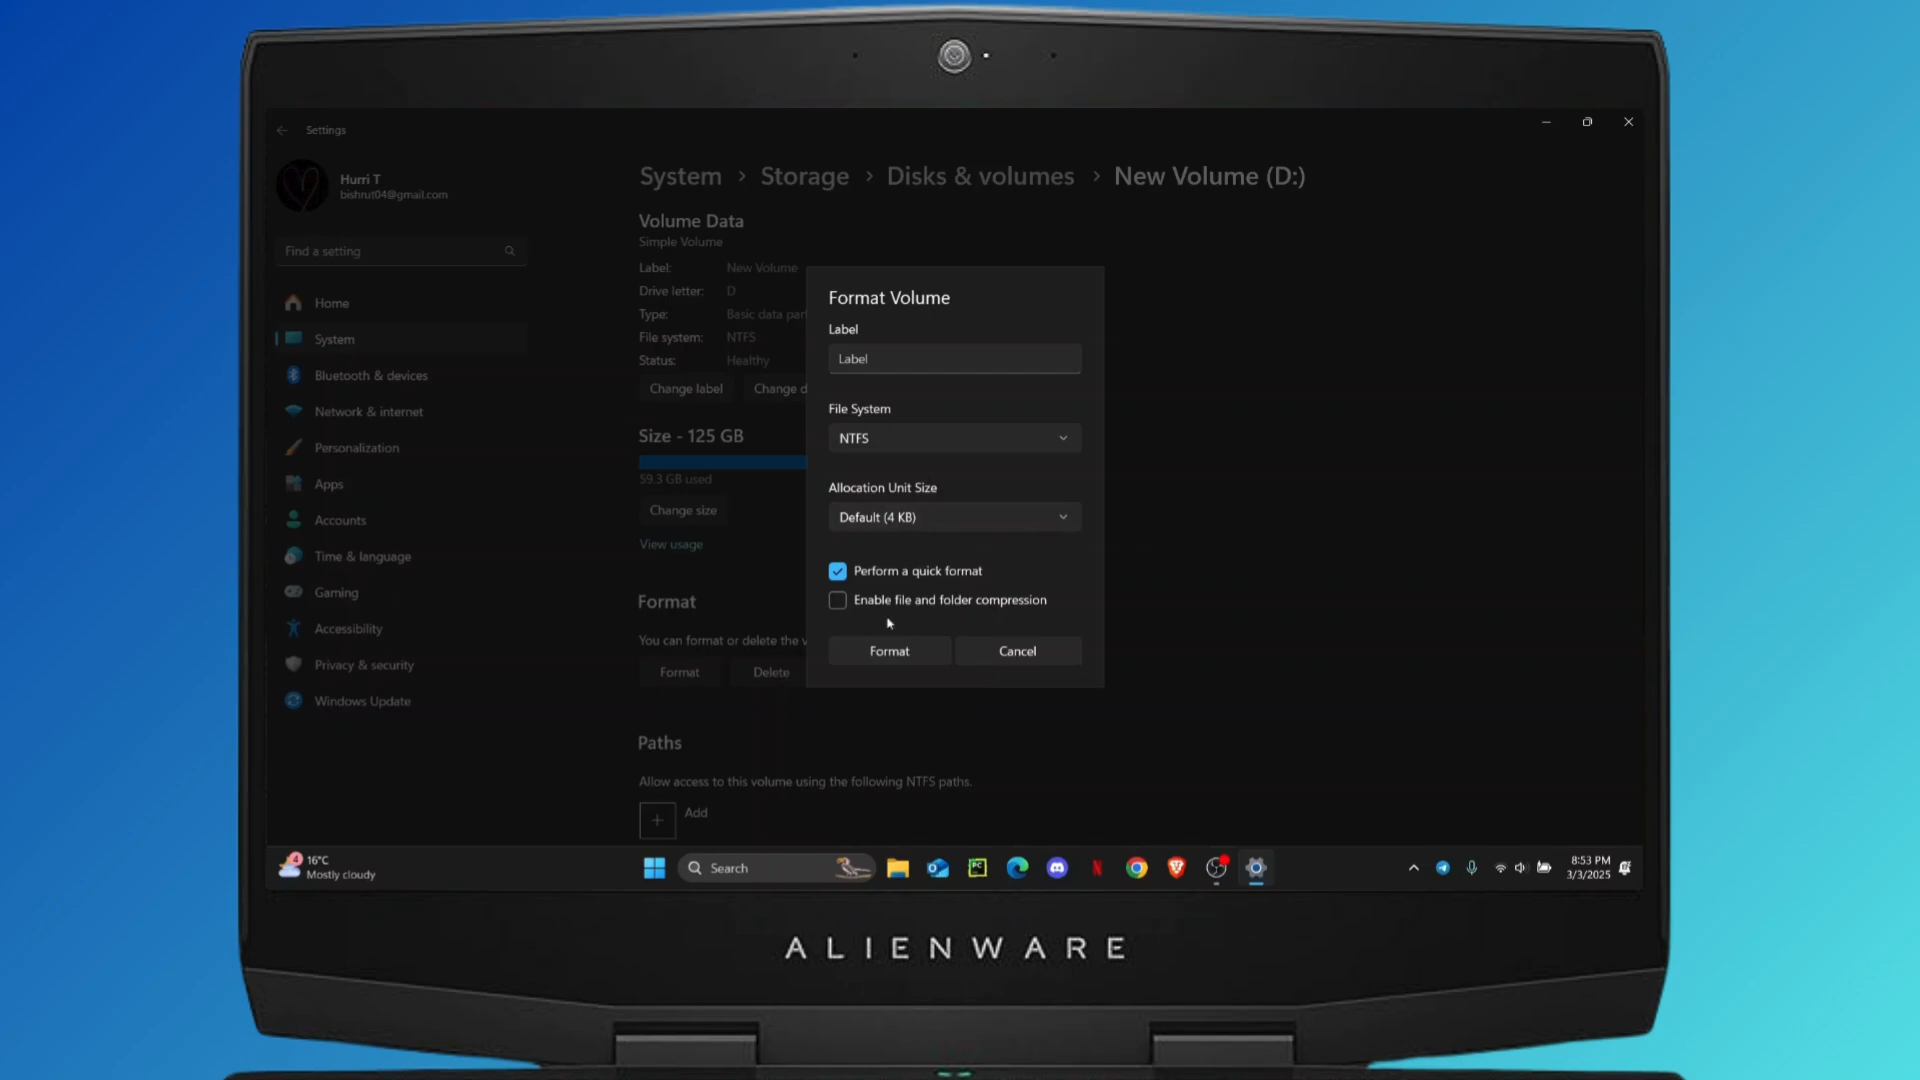 Settings
Hurri T
bishrut04@gmail.com
Find a setting
Home
System
Bluetooth & devices
Network & internet
Personalization
Apps
Accounts
Time & language
Gaming
Accessibility
Privacy & security
Windows Update
System > Storage > Disks & volumes > New Volume (D:)
Volume Data
Simple Volume
Label: New Volume
Drive letter: D
Type: Basic data par
File system: NTFS
Status: Healthy
Change label Change d
Size - 125 GB
59.3 GB used
Change size
View usage
Format
You can format or delete the v
Format Delete
Paths
Allow access to this volume using the following NTFS paths.
Add
Format Volume
Label
Label
File System
NTFS
Allocation Unit Size
Default (4 KB)
Perform a quick format
Enable file and folder compression
Format Cancel
4
16°C
Mostly cloudy
Search
PC
N
8:53 PM
3/3/2025
ALIENWARE